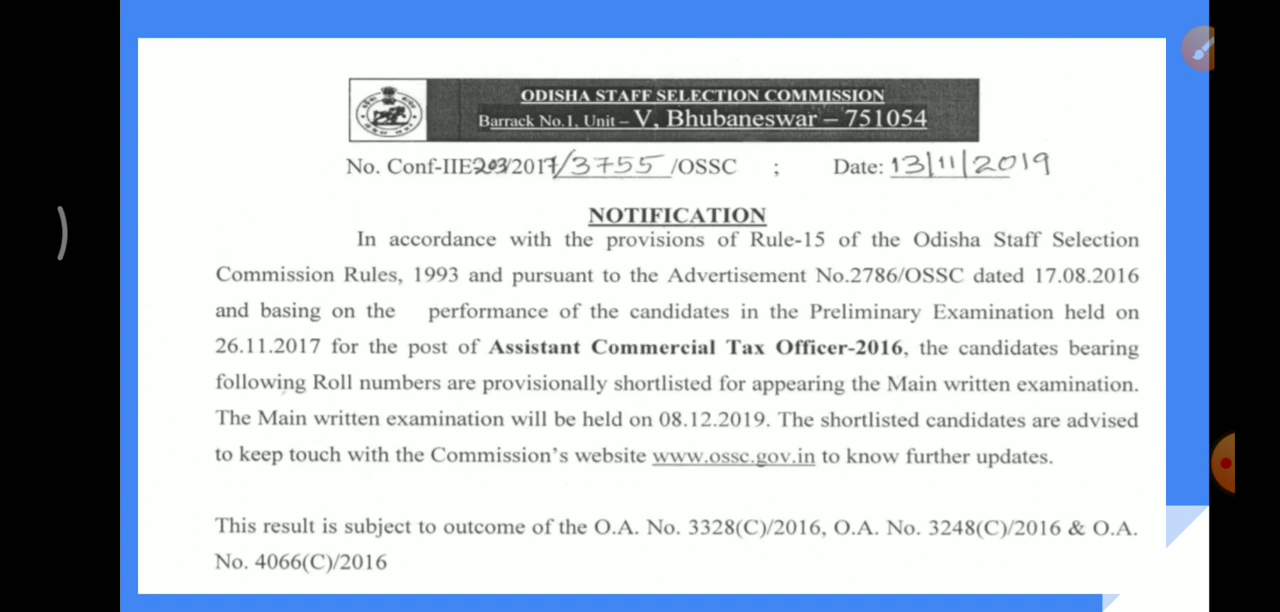 ODISHA STAFF SELECTION COMMISSION
Barrack No.1, Unit – V, Bhubaneswar – 751054
No. Conf-IIE203/2017/3755 /OSSC ; Date: 13/11/2019
NOTIFICATION
In accordance with the provisions of Rule-15 of the Odisha Staff Selection
Commission Rules, 1993 and pursuant to the Advertisement No.2786/OSSC dated 17.08.2016
and basing on the performance of the candidates in the Preliminary Examination held on
26.11.2017 for the post of Assistant Commercial Tax Officer-2016, the candidates bearing
following Roll numbers are provisionally shortlisted for appearing the Main written examination.
The Main written examination will be held on 08.12.2019. The shortlisted candidates are advised
to keep touch with the Commission’s website www.ossc.gov.in to know further updates.
This result is subject to outcome of the O.A. No. 3328(C)/2016, O.A. No. 3248(C)/2016 & O.A.
No. 4066(C)/2016